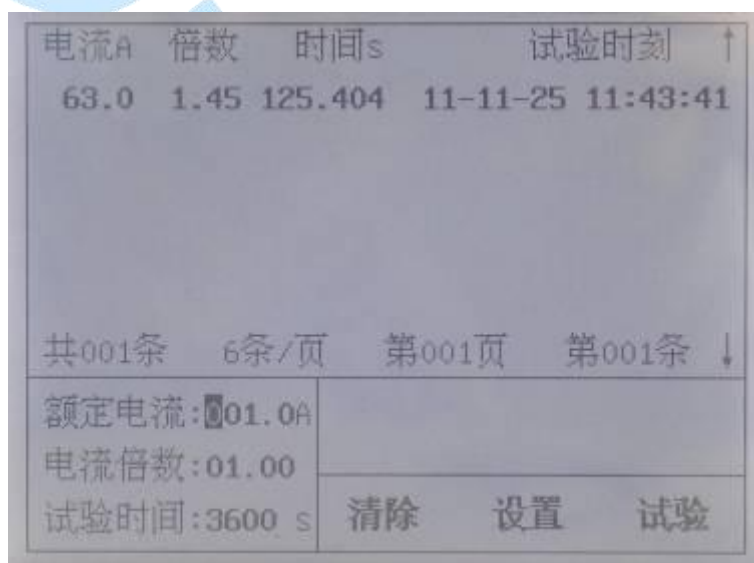 电流A 倍数 时间s 试验时刻 ↑
63.0 1.45 125.404 11-11-25 11:43:41
共001条 6条/页 第001页 第001条 ↓
额定电流:001.0A
电流倍数:01.00
试验时间:3600 s
清除 设置 试验